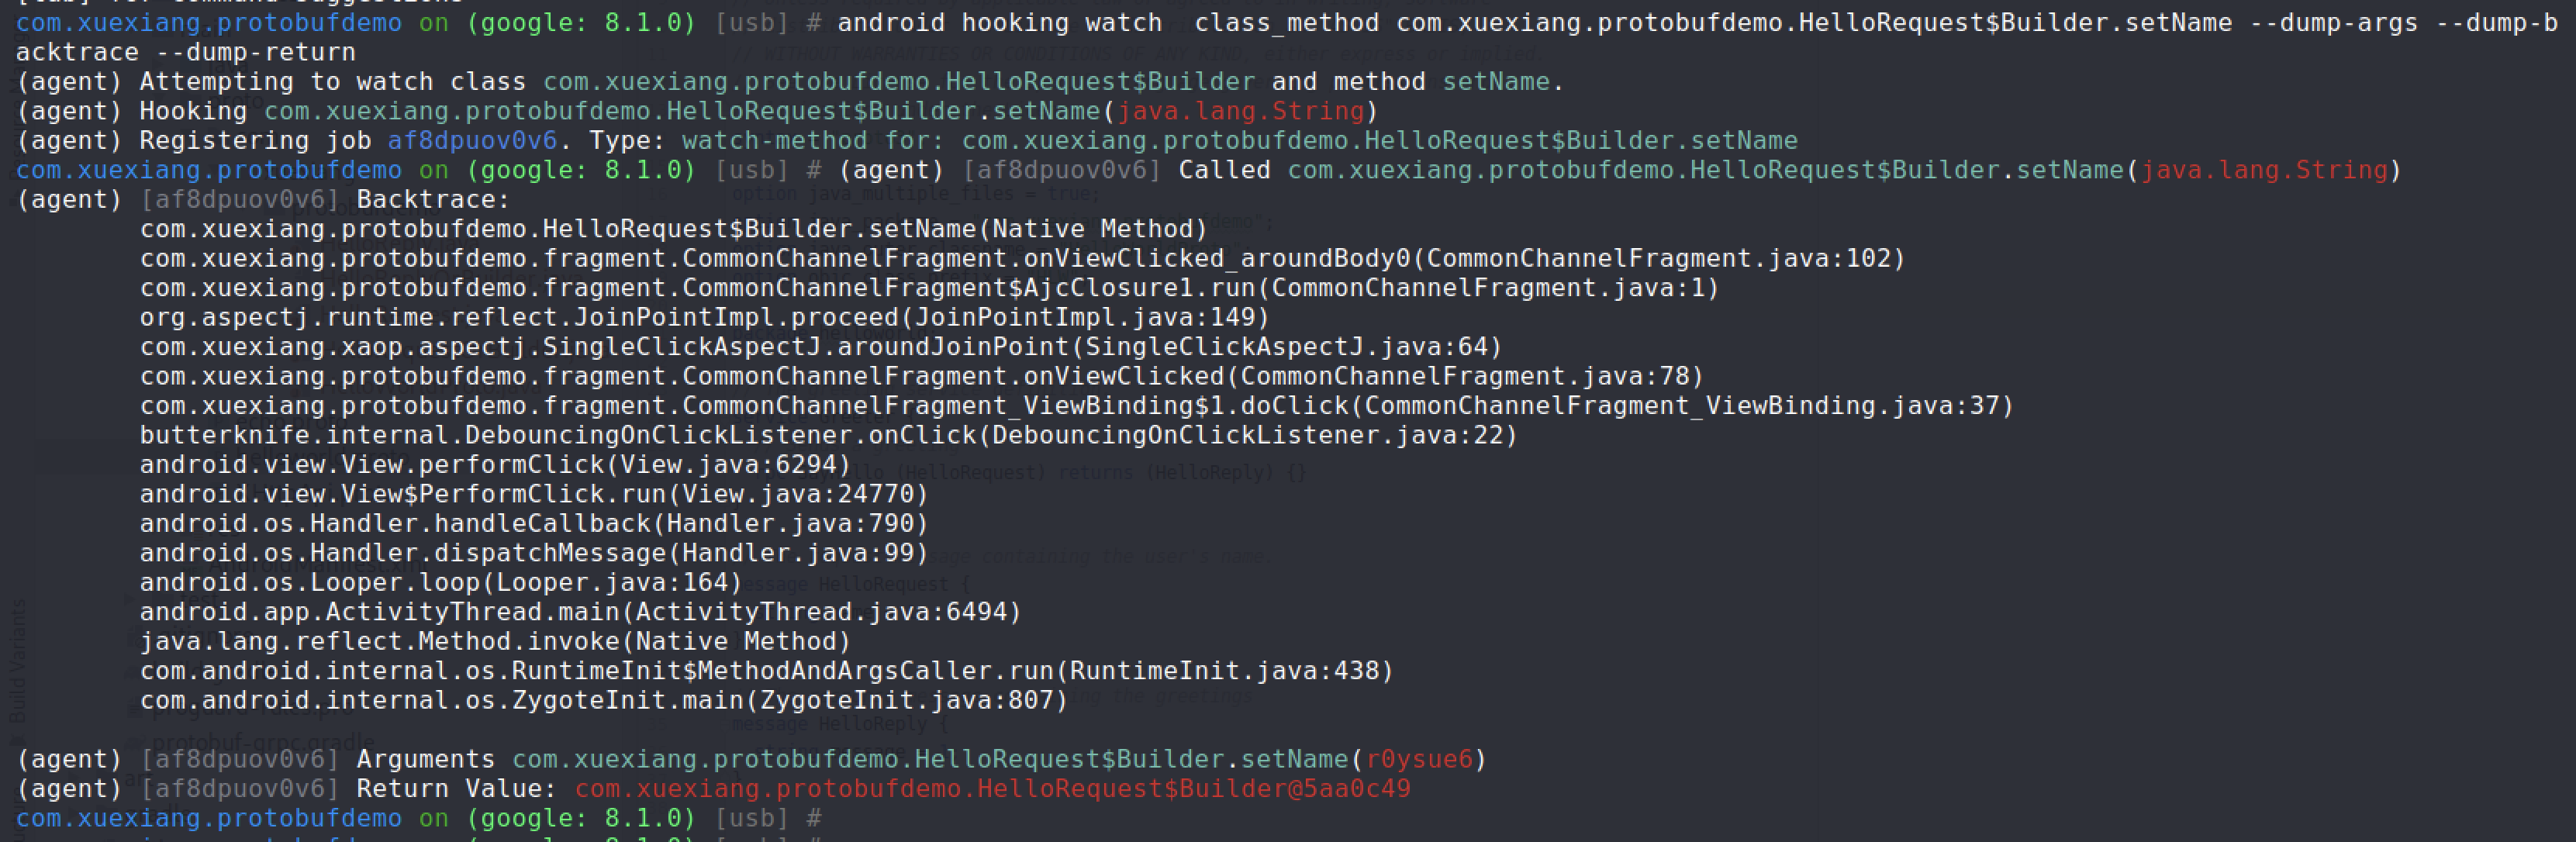 com.xuexiang.protobufdemo on (google: 8.1.0) [usb] # android hooking watch  class_method com.xuexiang.protobufdemo.HelloRequest$Builder.setName --dump-args --dump-b
acktrace --dump-return
(agent) Attempting to watch class com.xuexiang.protobufdemo.HelloRequest$Builder and method setName.
(agent) Hooking com.xuexiang.protobufdemo.HelloRequest$Builder.setName(java.lang.String)
(agent) Registering job af8dpuov0v6. Type: watch-method for: com.xuexiang.protobufdemo.HelloRequest$Builder.setName
com.xuexiang.protobufdemo on (google: 8.1.0) [usb] # (agent) [af8dpuov0v6] Called com.xuexiang.protobufdemo.HelloRequest$Builder.setName(java.lang.String)
(agent) [af8dpuov0v6] Backtrace:
com.xuexiang.protobufdemo.HelloRequest$Builder.setName(Native Method)
com.xuexiang.protobufdemo.fragment.CommonChannelFragment.onViewClicked_aroundBody0(CommonChannelFragment.java:102)
com.xuexiang.protobufdemo.fragment.CommonChannelFragment$AjcClosure1.run(CommonChannelFragment.java:1)
org.aspectj.runtime.reflect.JoinPointImpl.proceed(JoinPointImpl.java:149)
com.xuexiang.xaop.aspectj.SingleClickAspectJ.aroundJoinPoint(SingleClickAspectJ.java:64)
com.xuexiang.protobufdemo.fragment.CommonChannelFragment.onViewClicked(CommonChannelFragment.java:78)
com.xuexiang.protobufdemo.fragment.CommonChannelFragment_ViewBinding$1.doClick(CommonChannelFragment_ViewBinding.java:37)
butterknife.internal.DebouncingOnClickListener.onClick(DebouncingOnClickListener.java:22)
android.view.View.performClick(View.java:6294)
android.view.View$PerformClick.run(View.java:24770)
android.os.Handler.handleCallback(Handler.java:790)
android.os.Handler.dispatchMessage(Handler.java:99)
android.os.Looper.loop(Looper.java:164)
android.app.ActivityThread.main(ActivityThread.java:6494)
java.lang.reflect.Method.invoke(Native Method)
com.android.internal.os.RuntimeInit$MethodAndArgsCaller.run(RuntimeInit.java:438)
com.android.internal.os.ZygoteInit.main(ZygoteInit.java:807)
(agent) [af8dpuov0v6] Arguments com.xuexiang.protobufdemo.HelloRequest$Builder.setName(r0ysue6)
(agent) [af8dpuov0v6] Return Value: com.xuexiang.protobufdemo.HelloRequest$Builder@5aa0c49
com.xuexiang.protobufdemo on (google: 8.1.0) [usb] #